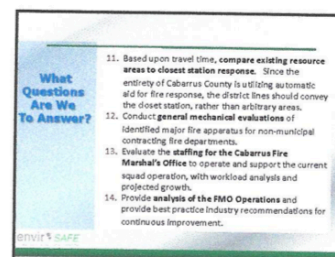 What
Questions
Are We
To Answer?
11. Based upon travel time, compare existing resource
areas to closest station response. Since the
entirety of Cabarrus County is utilizing automatic
aid for fire response, the district lines should convey
the closet station, rather than arbitrary areas.
12. Conduct general mechanical evaluations of
identified major fire apparatus for non-municipal
contracting fire departments.
13. Evaluate the staffing for the Cabarrus Fire
Marshal's Office to operate and support the current
squad operation, with workload analysis and
projected growth.
14. Provide analysis of the FMO Operations and
provide best practice industry recommendations for
continuous improvement.
envirSAFE